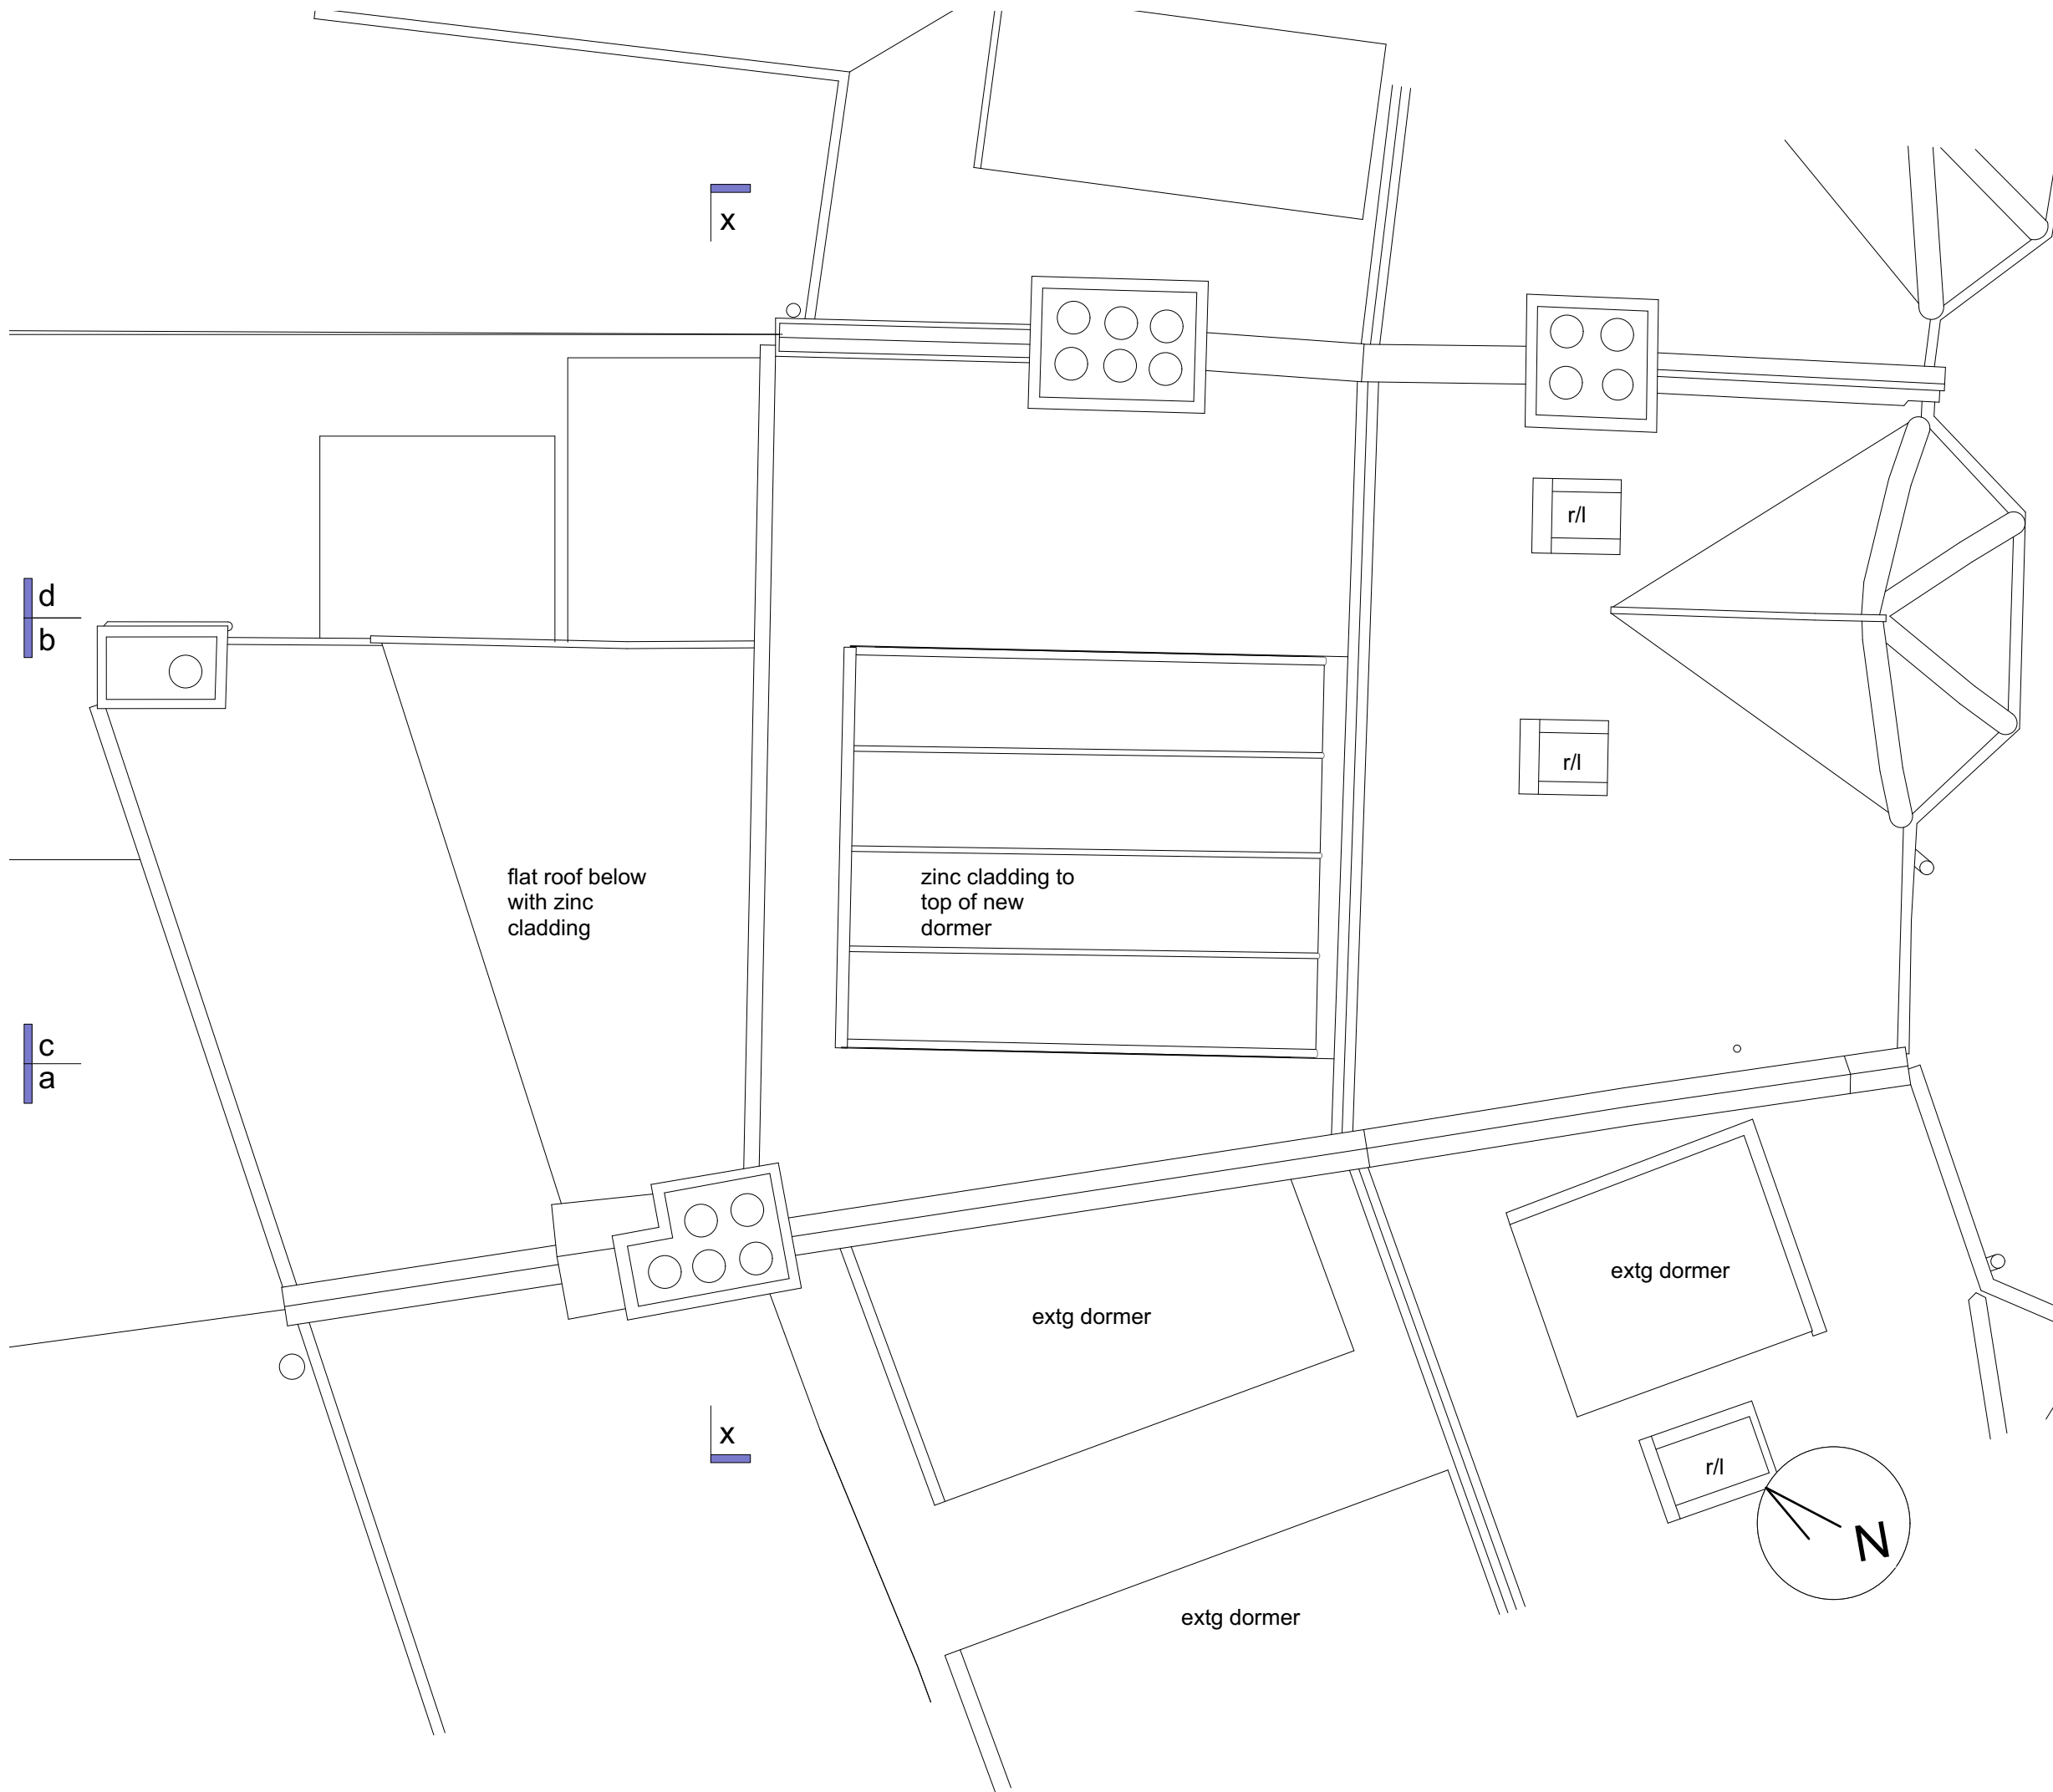 x
d
b
r/l
r/l
flat roof below
with zinc
cladding
zinc cladding to
top of new
dormer
c
a
extg dormer
extg dormer
x
r/l
N
extg dormer